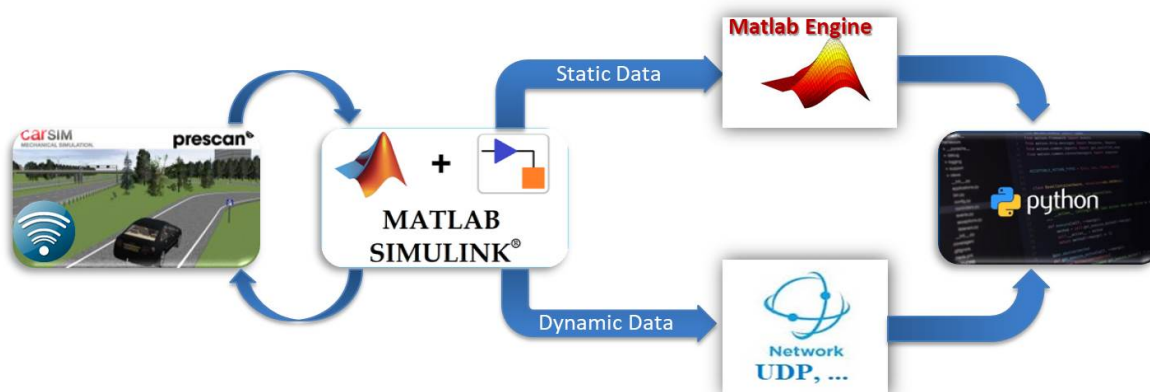 carSIM
MECHANICAL SIMULATION.
prescan
+
MATLAB
SIMULINK®
Static Data
Matlab Engine
Dynamic Data
Network
UDP, ...
python